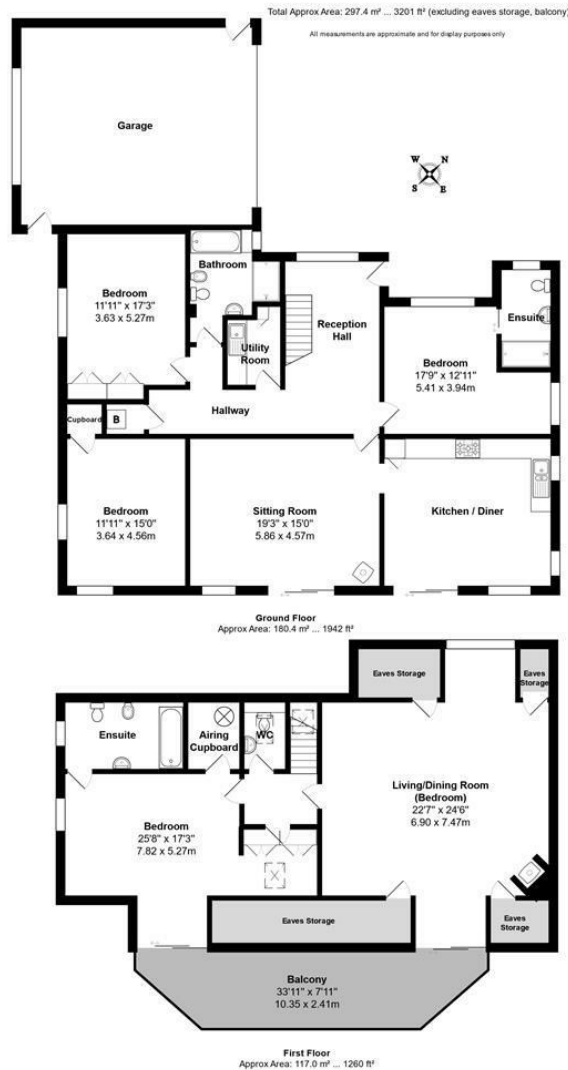 Total Approx Area: 297.4 m² ... 3201 ft² (excluding eaves storage, balcony)
All measurements are approximate and for display purposes only
Garage
W N
S E
Bathroom
Bedroom
11'11" x 17'3"
3.63 x 5.27m
Utility
Room
Reception
Hall
Ensuite
Bedroom
17'9" x 12'11"
5.41 x 3.94m
Hallway
Cupboard
B
Bedroom
11'11" x 15'0"
3.64 x 4.56m
Sitting Room
19'3" x 15'0"
5.86 x 4.57m
Kitchen / Diner
Ground Floor
Approx Area: 180.4 m² ... 1942 ft²
Eaves Storage
Eaves
Storage
Ensuite
Airing
Cupboard
WC
Living/Dining Room
(Bedroom)
22'7" x 24'6"
6.90 x 7.47m
Bedroom
25'8" x 17'3"
7.82 x 5.27m
Eaves Storage
Eaves
Storage
Balcony
33'11" x 7'11"
10.35 x 2.41m
First Floor
Approx Area: 117.0 m² ... 1260 ft²